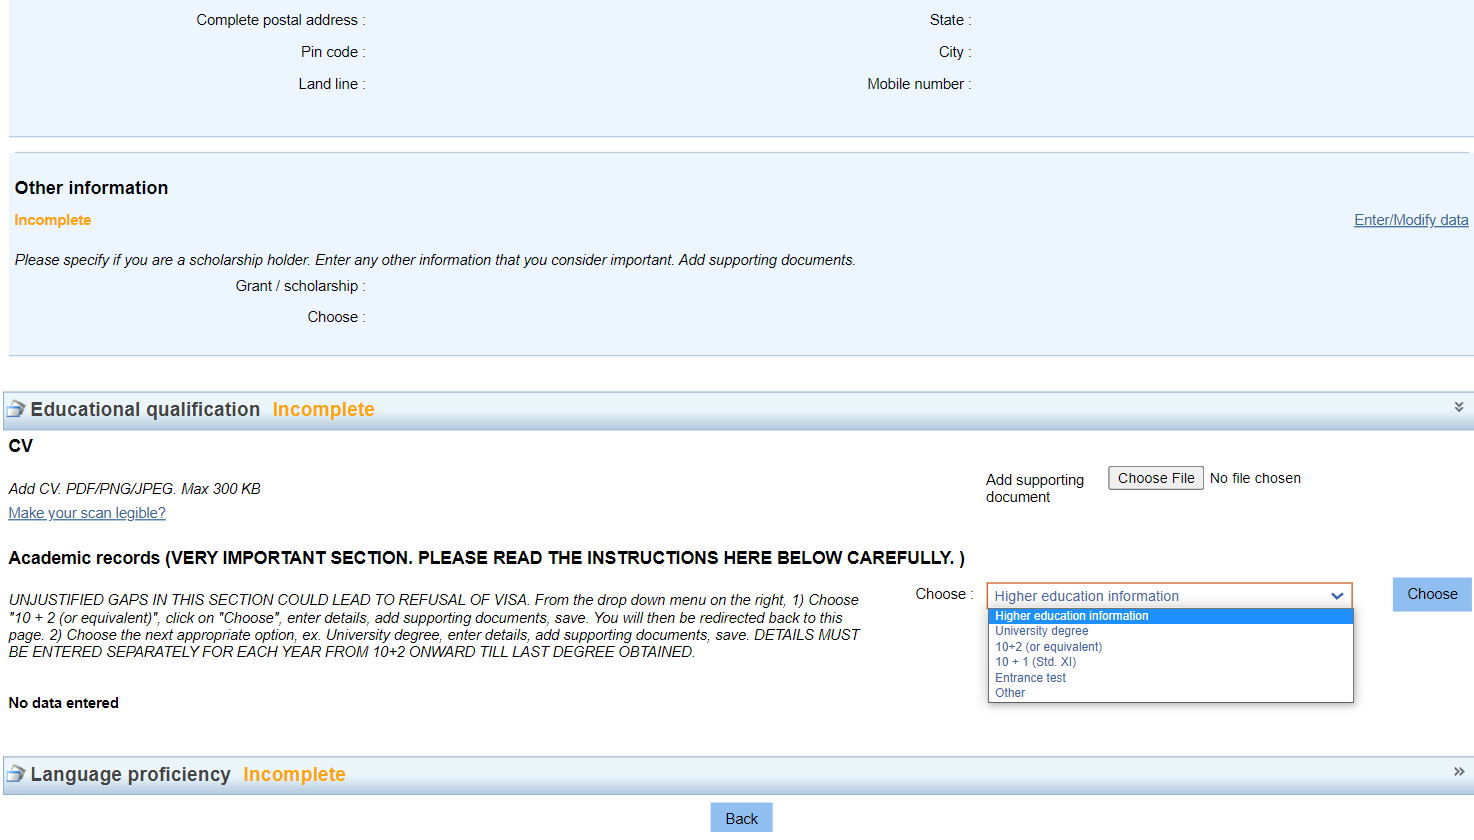 Complete postal address :
State :
Pin code :
City :
Land line :
Mobile number :
Other information
Incomplete
Enter/Modify data
Please specify if you are a scholarship holder. Enter any other information that you consider important. Add supporting documents.
Grant / scholarship :
Choose :
Educational qualification Incomplete
CV
Add CV. PDF/PNG/JPEG. Max 300 KB
Make your scan legible?
Add supporting
document
Choose File No file chosen
Academic records (VERY IMPORTANT SECTION. PLEASE READ THE INSTRUCTIONS HERE BELOW CAREFULLY. )
UNJUSTIFIED GAPS IN THIS SECTION COULD LEAD TO REFUSAL OF VISA. From the drop down menu on the right, 1) Choose
"10 + 2 (or equivalent)", click on "Choose", enter details, add supporting documents, save. You will then be redirected back to this
page. 2) Choose the next appropriate option, ex. University degree, enter details, add supporting documents, save. DETAILS MUST
BE ENTERED SEPARATELY FOR EACH YEAR FROM 10+2 ONWARD TILL LAST DEGREE OBTAINED.
Choose :
Higher education information
Choose
Higher education information
University degree
10+2 (or equivalent)
10 + 1 (Std. XI)
Entrance test
Other
No data entered
Language proficiency Incomplete
Back